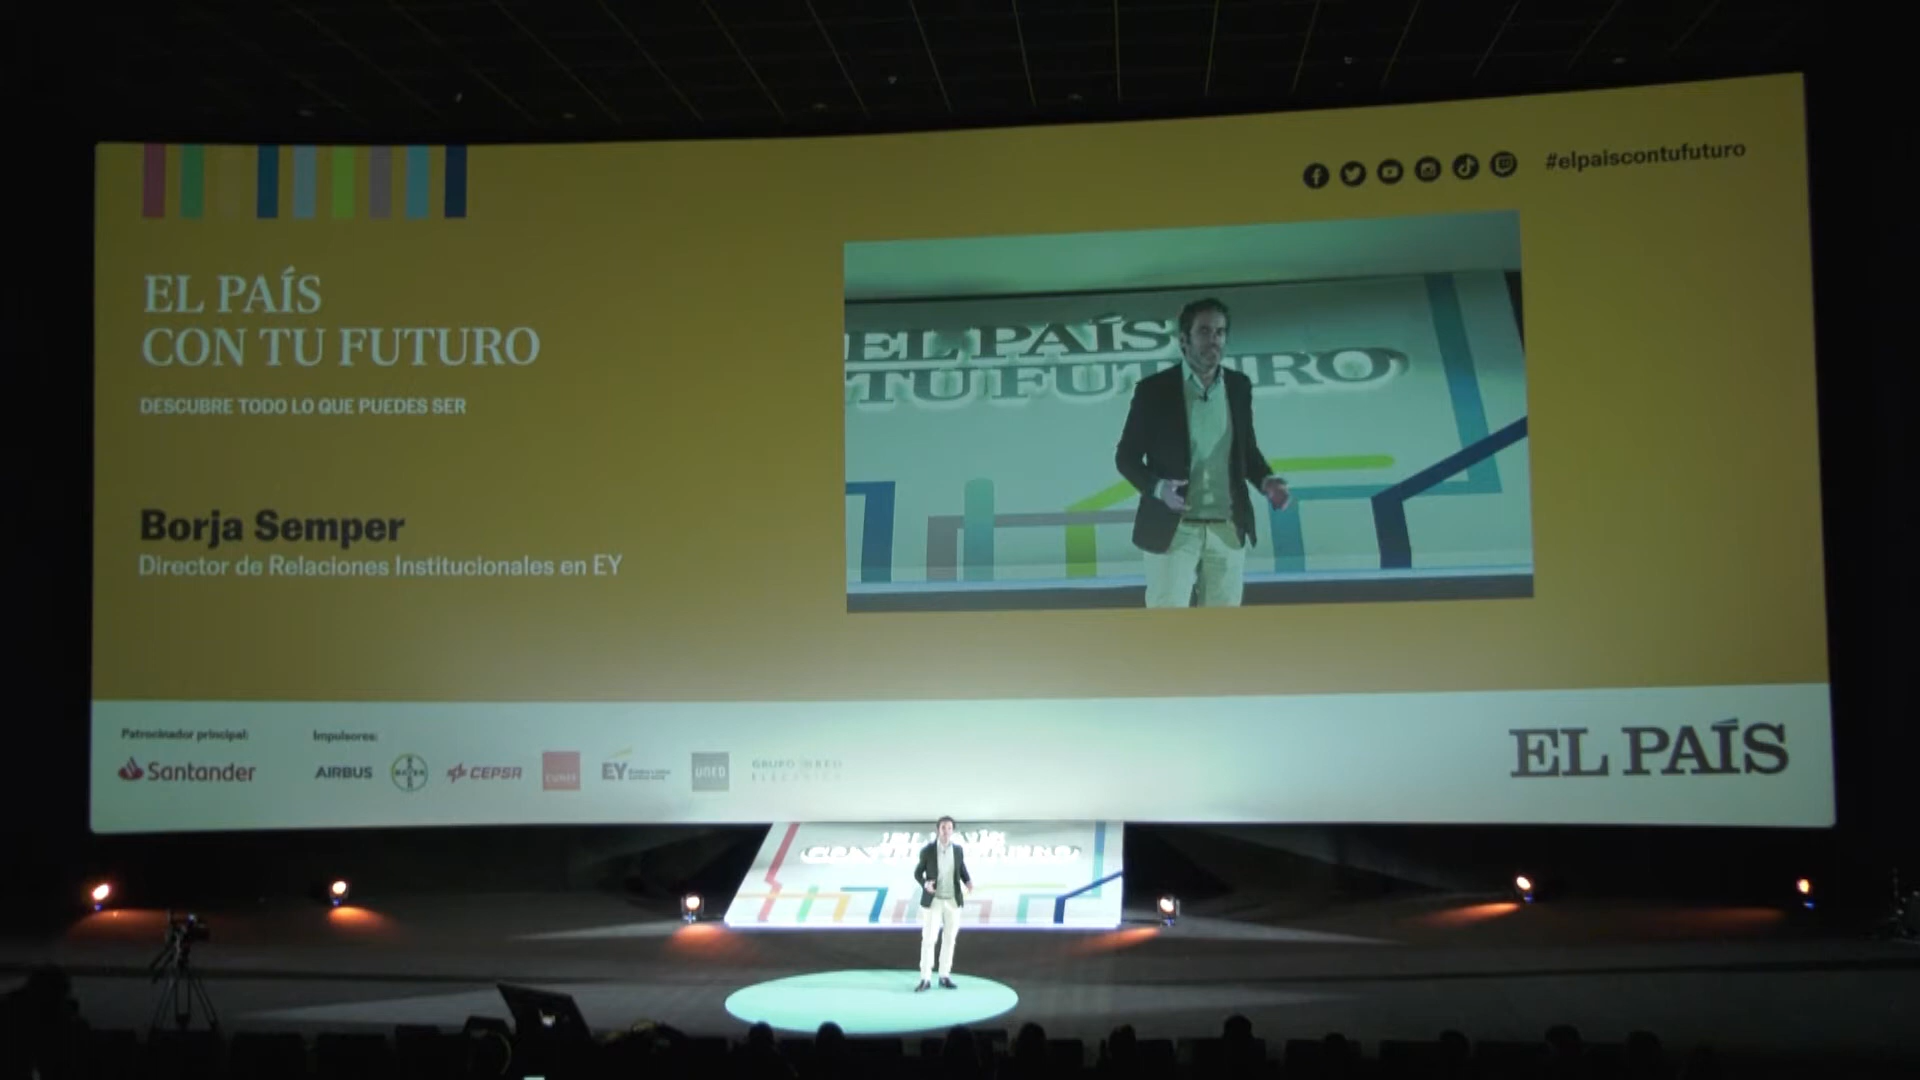 #elpaiscontufuturo
EL PAÍS
CON TU FUTURO
DESCUBRE TODO LO QUE PUEDES SER
EL PAÍS
TU FUTURO
Borja Semper
Director de Relaciones Institucionales en EY
Patrocinador principal:
Impulsores:
Santander
AIRBUS
BAYER
CEPSA
EY
UNED
EL PAÍS